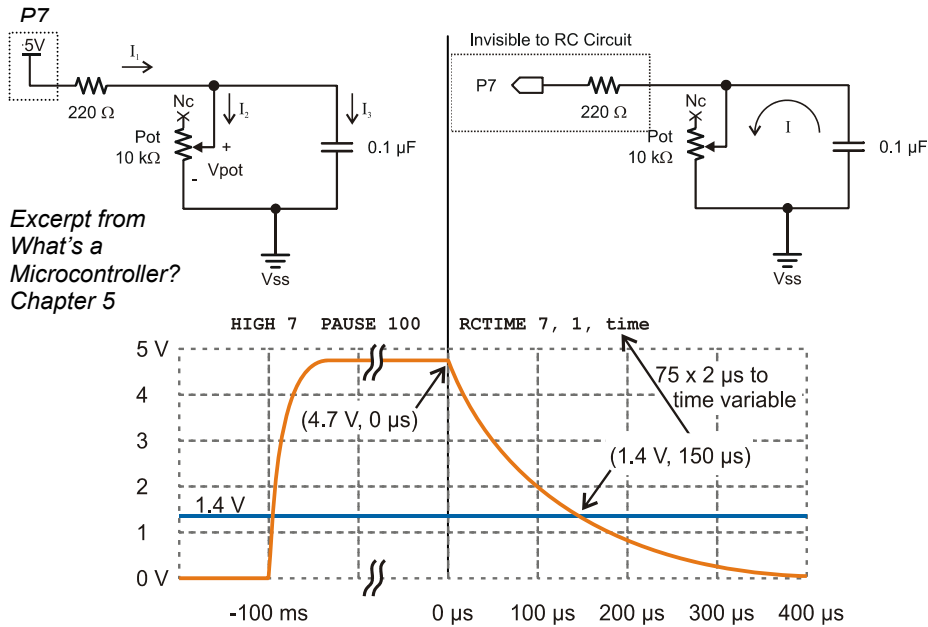 P7
5V
I₁
220 Ω
Nc
I₂
I₃
Pot
10 kΩ
+
Vpot
-
0.1 µF
Vss
Invisible to RC Circuit
P7
220 Ω
Nc
Pot
10 kΩ
I
0.1 µF
Vss
Excerpt from
What's a
Microcontroller?
Chapter 5
HIGH 7 PAUSE 100 RCTIME 7, 1, time
5 V
4
3
2
1
0 V
75 x 2 µs to
time variable
(4.7 V, 0 µs)
(1.4 V, 150 µs)
1.4 V
-100 ms 0 µs 100 µs 200 µs 300 µs 400 µs